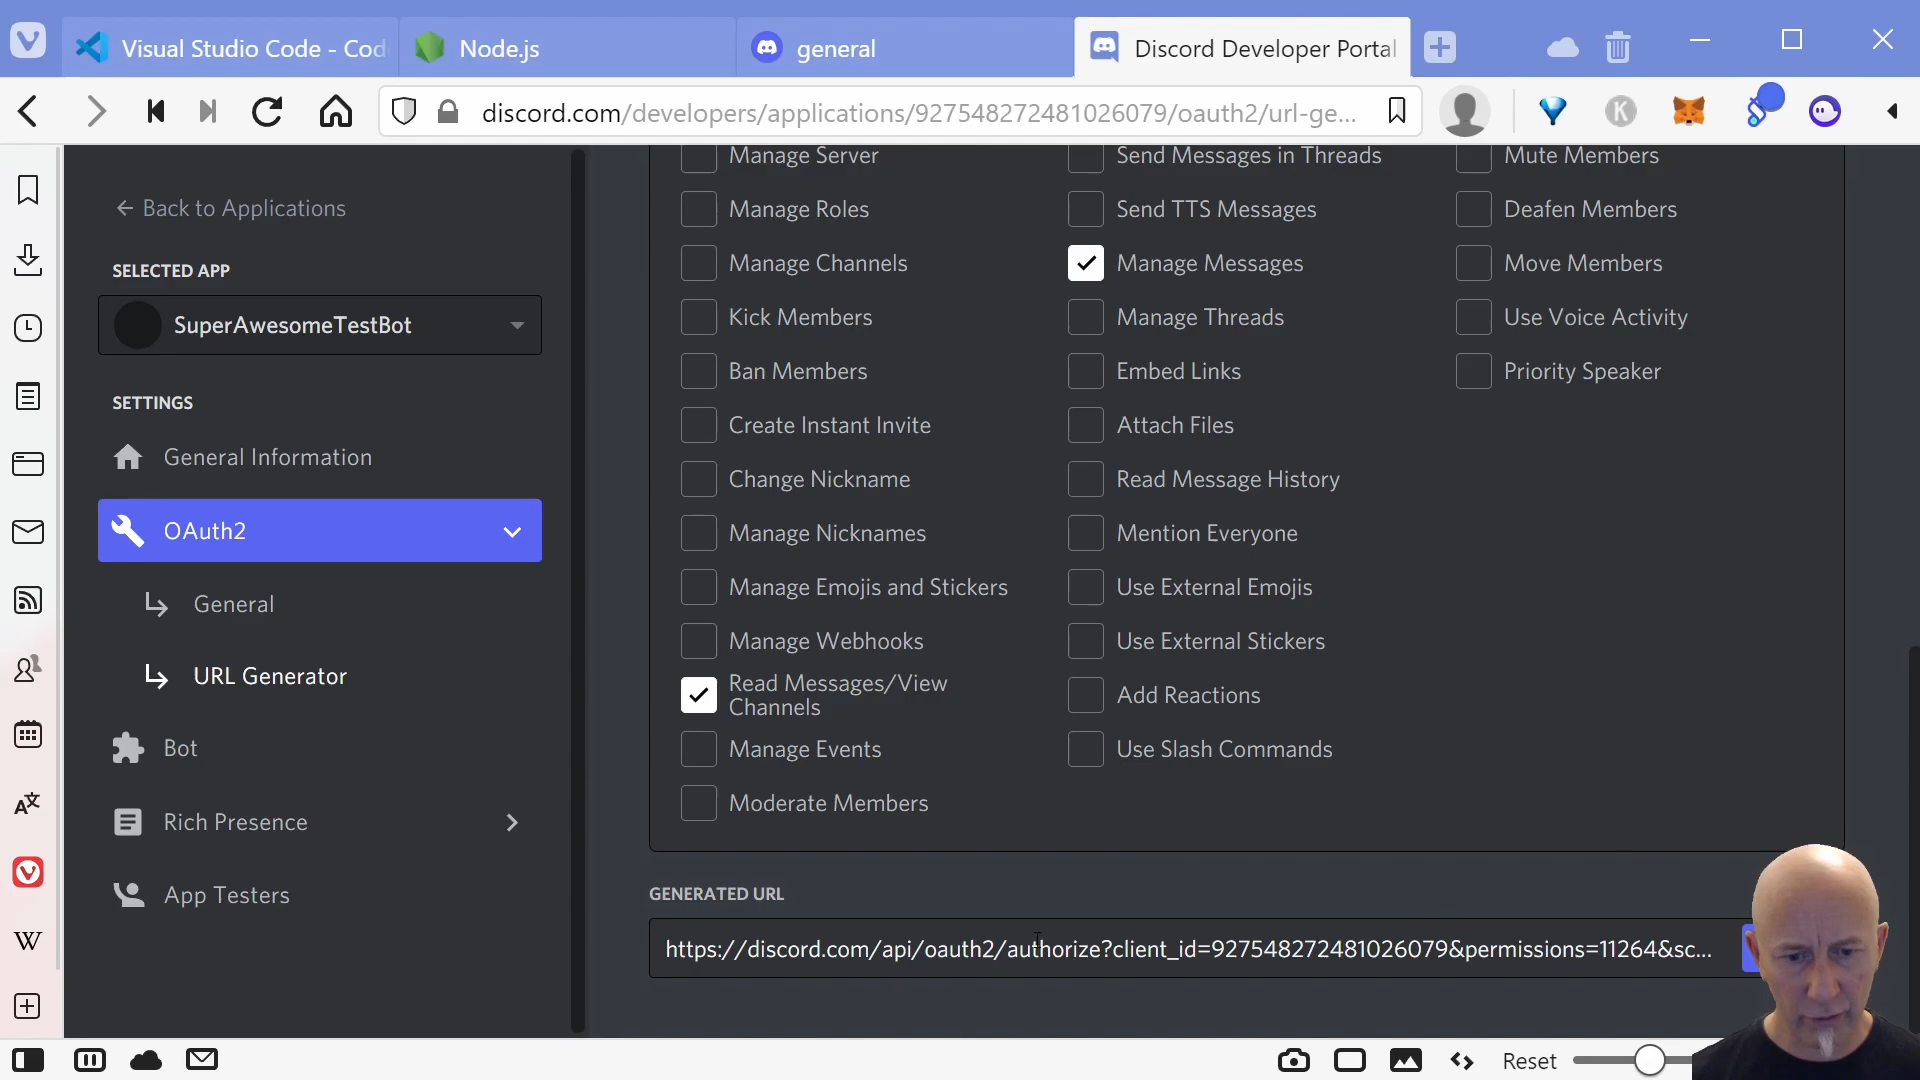 Visual Studio Code - Cod
Node.js
general
Discord Developer Portal
discord.com/developers/applications/927548272481026079/oauth2/url-ge...
Back to Applications
SELECTED APP
SuperAwesomeTestBot
SETTINGS
General Information
OAuth2
General
URL Generator
Bot
Rich Presence
App Testers
Manage Server
Manage Roles
Manage Channels
Kick Members
Ban Members
Create Instant Invite
Change Nickname
Manage Nicknames
Manage Emojis and Stickers
Manage Webhooks
Read Messages/View
Channels
Manage Events
Moderate Members
Send Messages in Threads
Send TTS Messages
Manage Messages
Manage Threads
Embed Links
Attach Files
Read Message History
Mention Everyone
Use External Emojis
Use External Stickers
Add Reactions
Use Slash Commands
Mute Members
Deafen Members
Move Members
Use Voice Activity
Priority Speaker
GENERATED URL
https://discord.com/api/oauth2/authorize?client_id=927548272481026079&permissions=11264&sc...
Reset